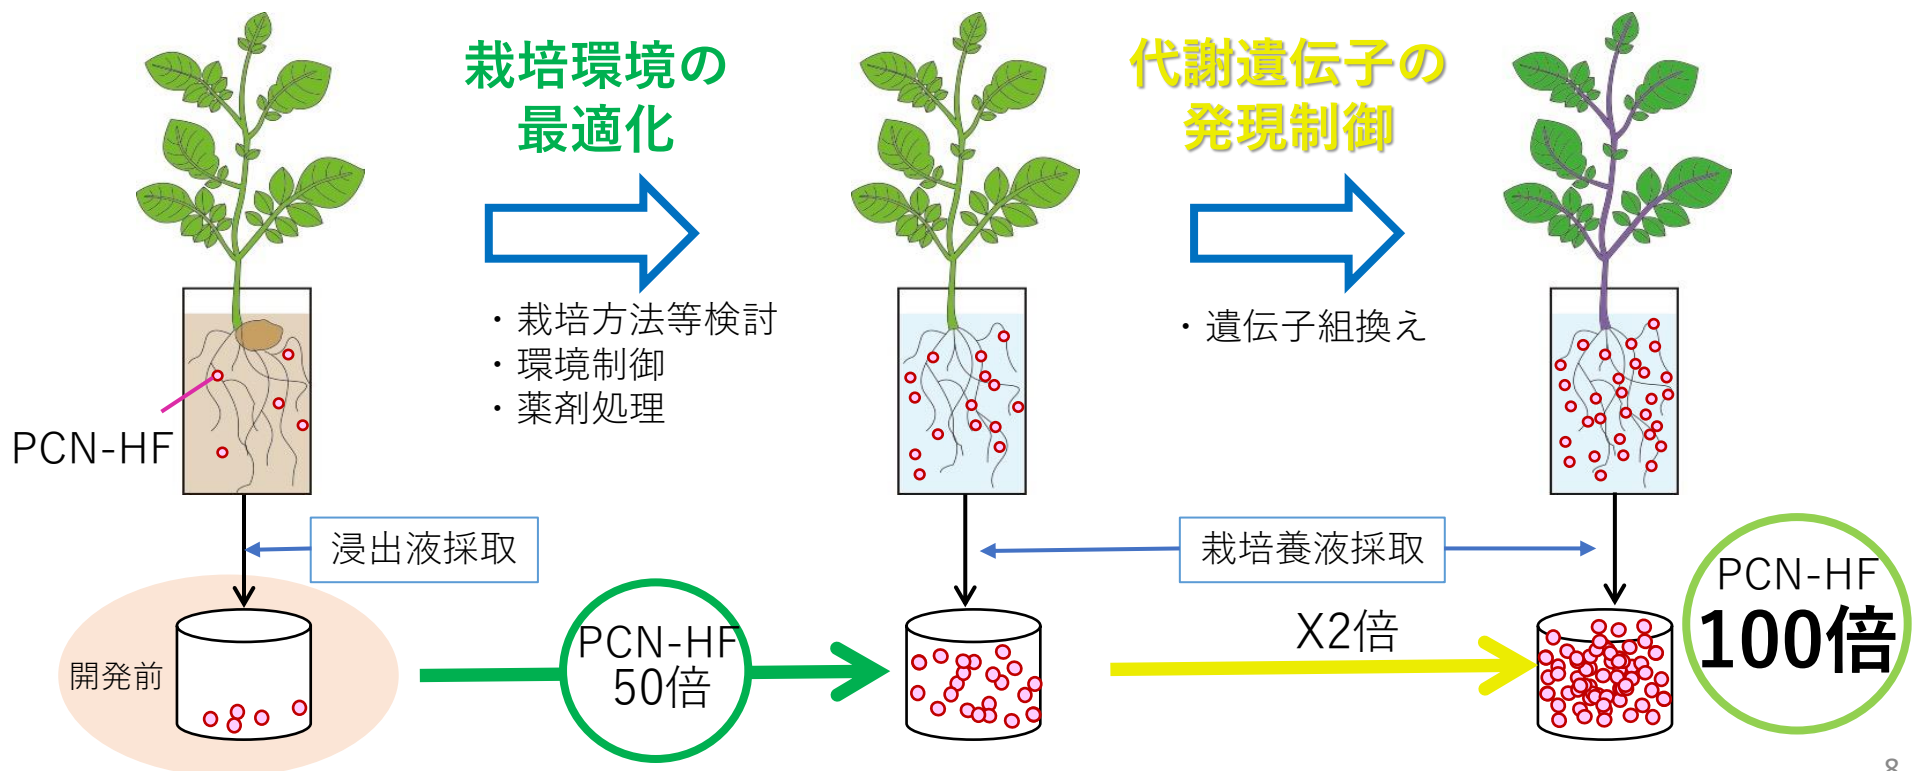 栽培環境の
最適化
代謝遺伝子の
発現制御
・栽培方法等検討
・環境制御
・薬剤処理
・遺伝子組換え
PCN-HF
浸出液採取
栽培養液採取
開発前
PCN-HF
50倍
X2倍
PCN-HF
100倍
8